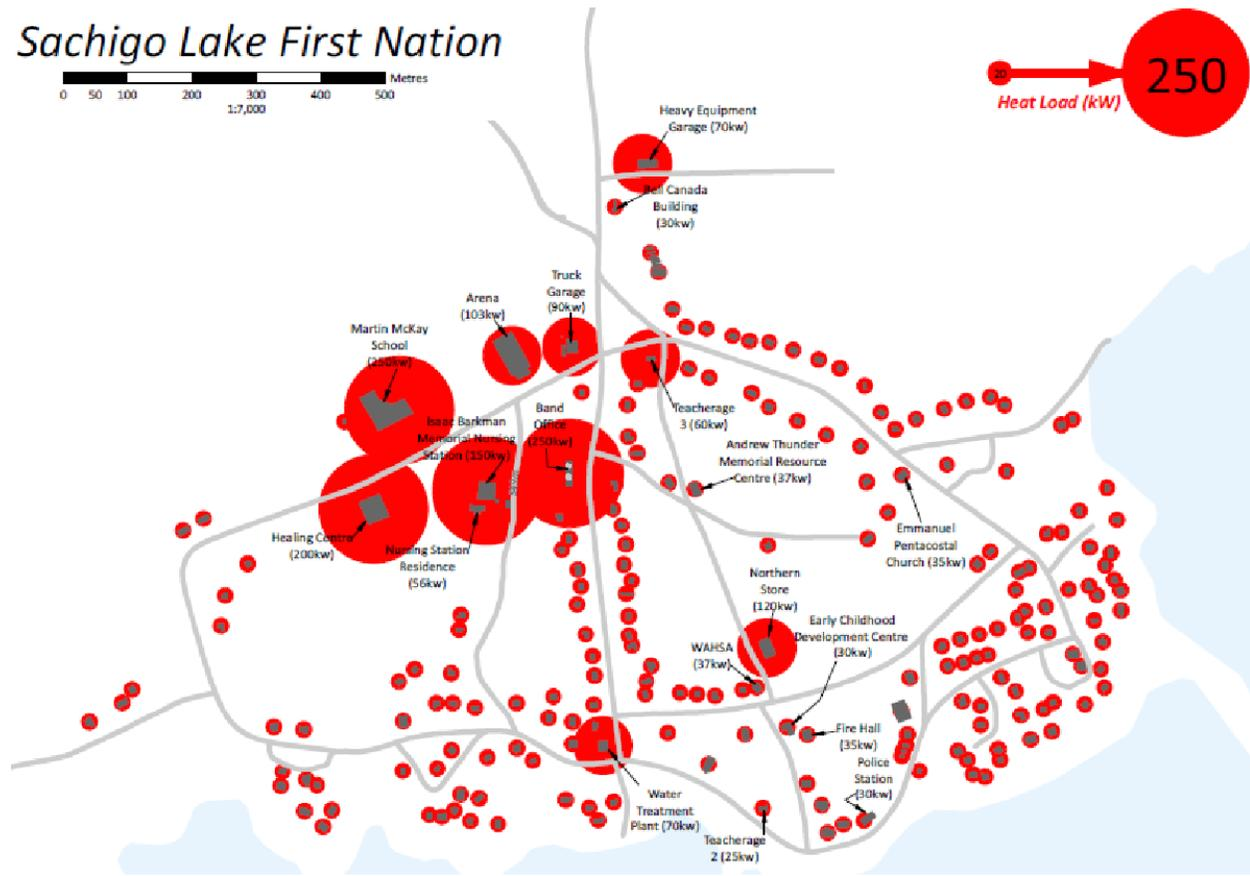 Sachigo Lake First Nation
Metres
0 50 100 200 300 400 500
1:7,000
20
250
Heat Load (kW)
Heavy Equipment
Garage (70kw)
Bell Canada
Building
(30kw)
Truck
Garage
(90kw)
Arena
(103kw)
Martin McKay
School
(250kw)
Isaac Barkman
Memorial Nursing
Station (150kw)
Band
Office
(250kw)
Teacherage
3 (60kw)
Andrew Thunder
Memorial Resource
Centre (37kw)
Emmanuel
Pentacostal
Church (35kw)
Healing Centre
(200kw)
Nursing Station
Residence
(56kw)
Northern
Store
(120kw)
Early Childhood
Development Centre
(30kw)
WAHSA
(37kw)
Fire Hall
(35kw)
Police
Station
(30kw)
Water
Treatment
Plant (70kw)
Teacherage
2 (25kw)